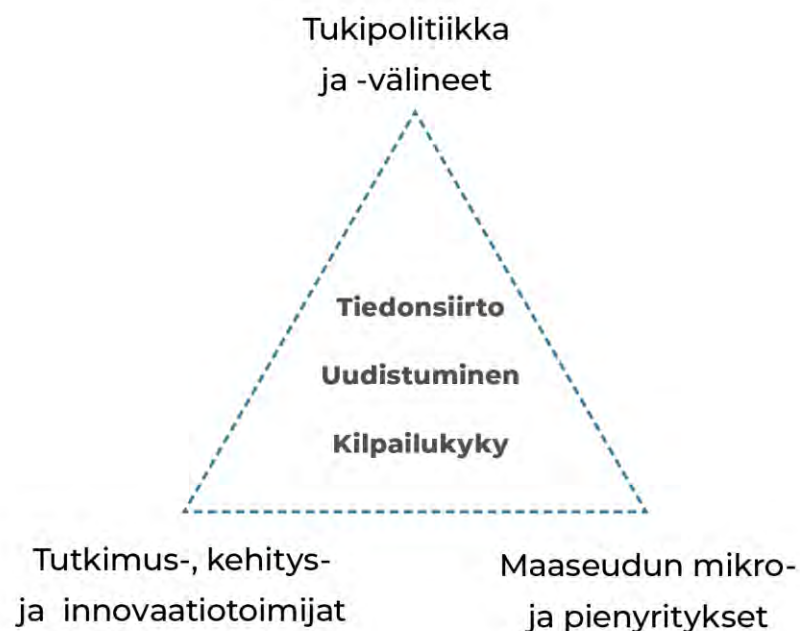 Tukipolitiikka
ja -välineet
Tiedonsiirto
Uudistuminen
Kilpailukyky
Tutkimus-, kehitys-
ja innovaatiotoimijat
Maaseudun mikro-
ja pienyritykset